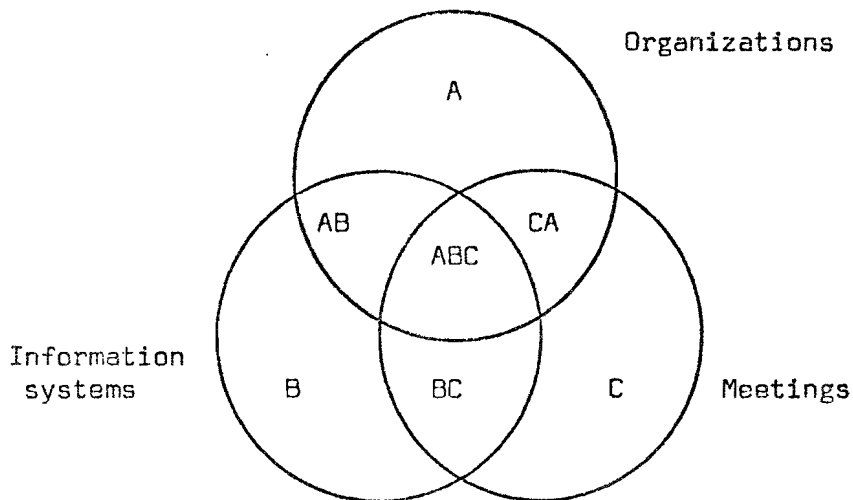 Organizations
A
AB
CA
ABC
Information
systems
B
BC
C
Meetings